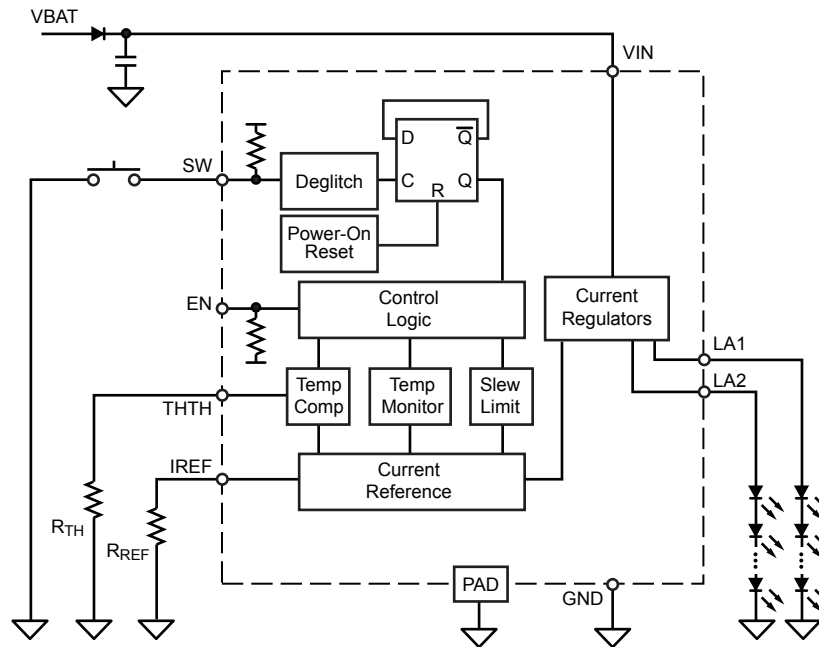 VBAT
VIN
D
Q
SW
Deglitch
C
Q
R
Power-On
Reset
EN
Control
Logic
Current
Regulators
LA1
LA2
THTH
Temp
Comp
Temp
Monitor
Slew
Limit
IREF
Current
Reference
RTH
RREF
PAD
GND